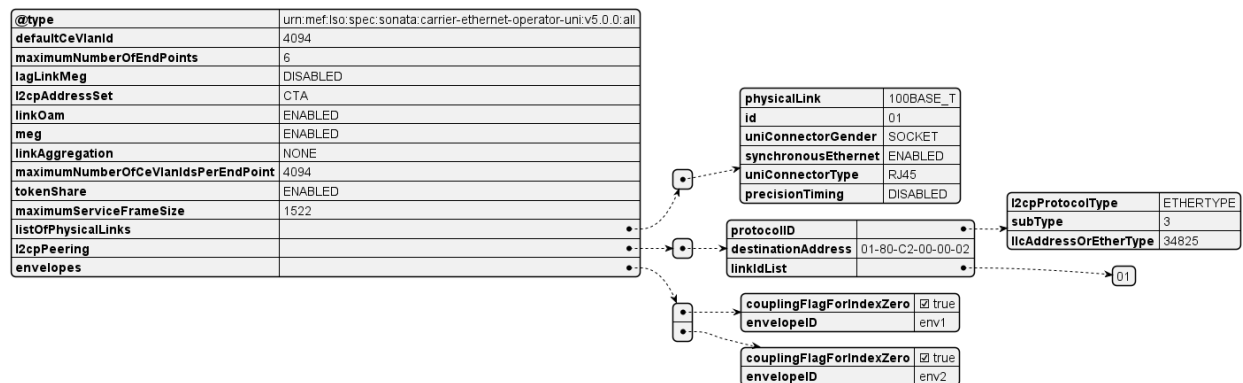 @type urn:mef:lso:spec:sonata:carrier-ethernet-operator-uni:v5.0.0:all
defaultCeVlanId 4094
maximumNumberOfEndPoints 6
lagLinkMeg DISABLED
l2cpAddressSet CTA
linkOam ENABLED
meg ENABLED
linkAggregation NONE
maximumNumberOfCeVlanIdsPerEndPoint 4094
tokenShare ENABLED
maximumServiceFrameSize 1522
listOfPhysicalLinks
l2cpPeering
envelopes
physicalLink 100BASE_T
id 01
uniConnectorGender SOCKET
synchronousEthernet ENABLED
uniConnectorType RJ45
precisionTiming DISABLED
protocolID
destinationAddress 01-80-C2-00-00-02
linkIdList
l2cpProtocolType ETHERTYPE
subType 3
llcAddressOrEtherType 34825
01
couplingFlagForIndexZero ☑ true
envelopeID env1
couplingFlagForIndexZero ☑ true
envelopeID env2